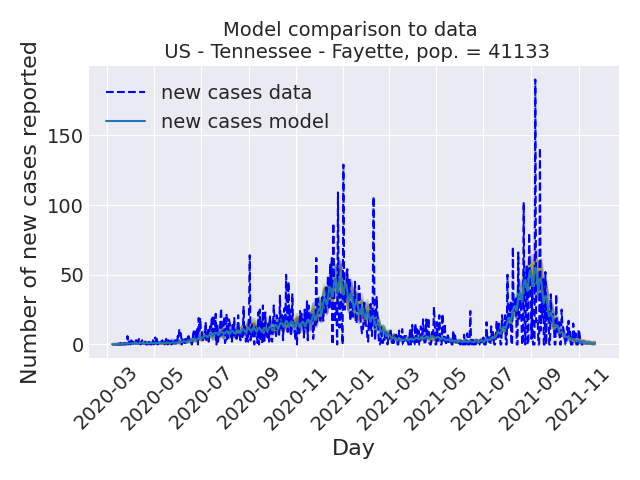 Model comparison to data
US - Tennessee - Fayette, pop. = 41133
new cases data
new cases model
Number of new cases reported
150
100
50
0
2020-03
2020-05
2020-07
2020-09
2020-11
2021-01
2021-03
2021-05
2021-07
2021-09
2021-11
Day